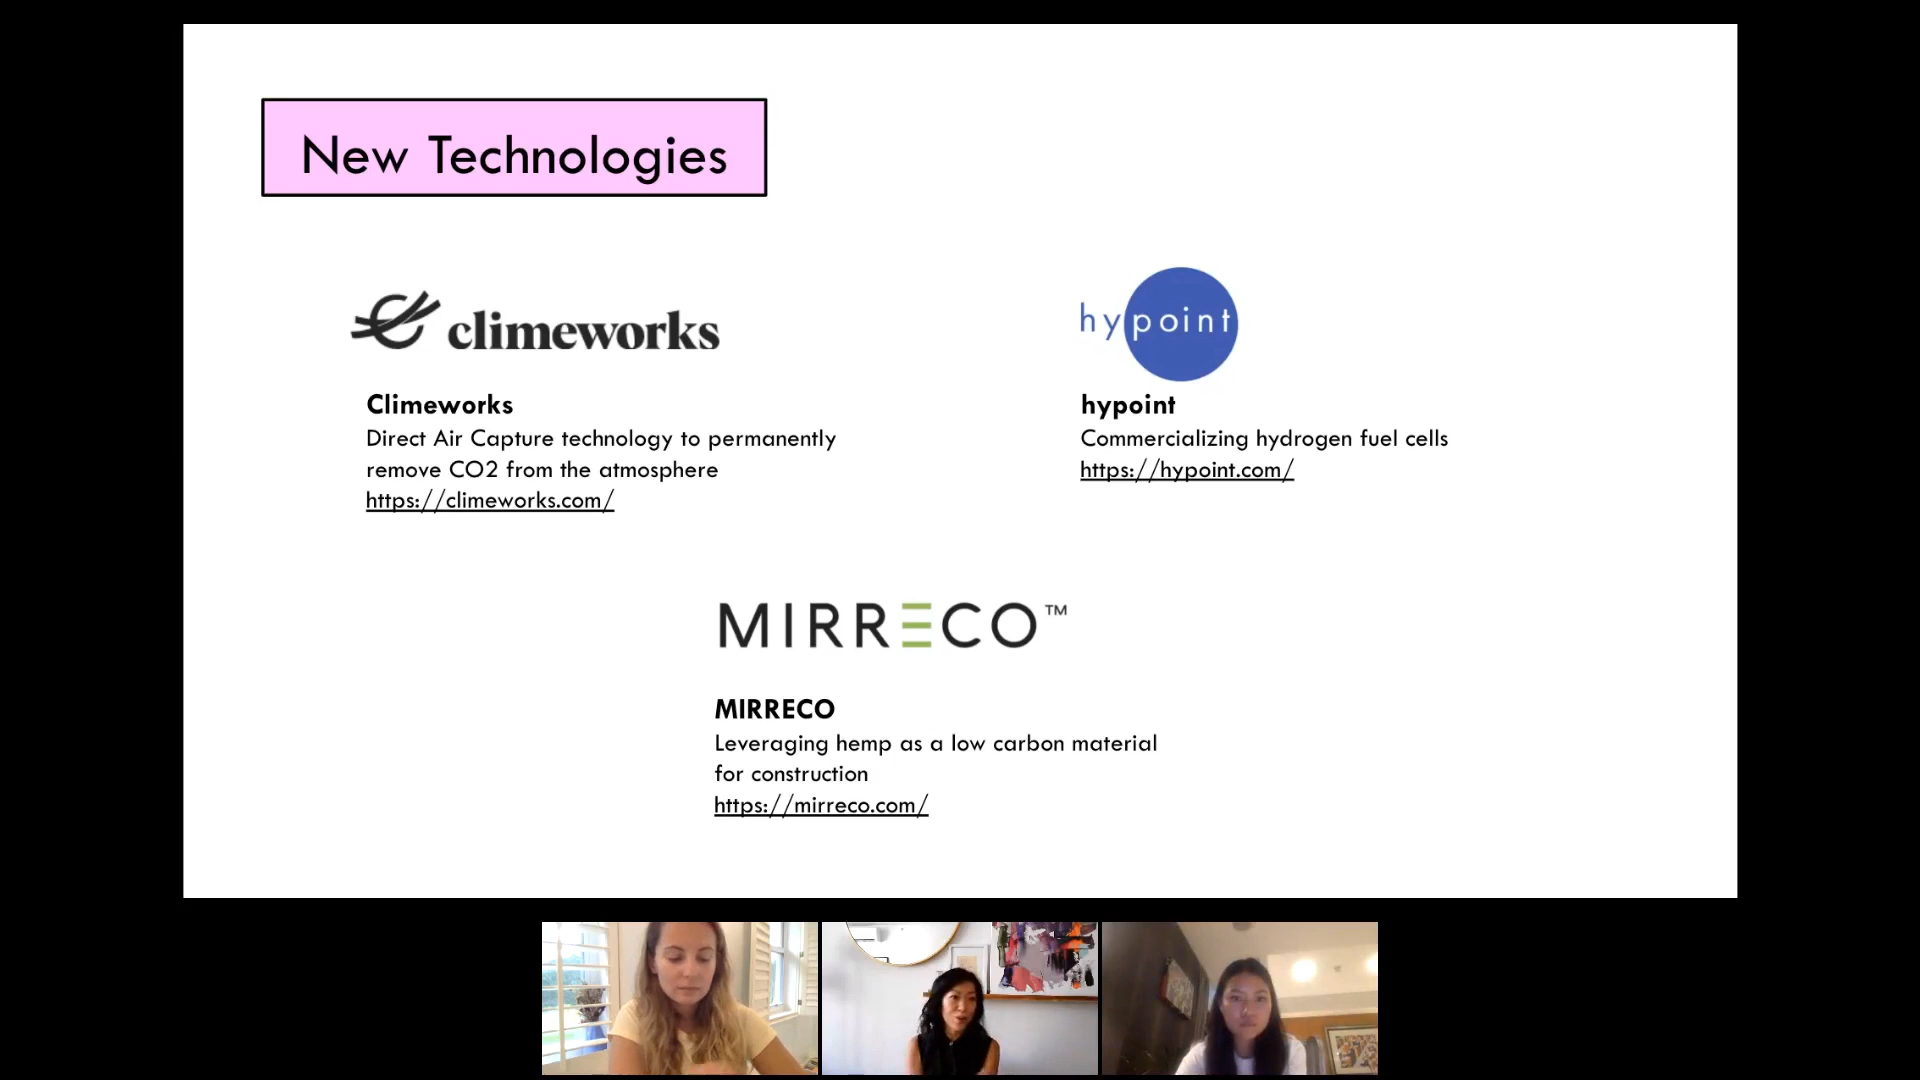 New Technologies
climeworks
Climeworks
Direct Air Capture technology to permanently
remove CO2 from the atmosphere
https://climeworks.com/
hypoint
hypoint
Commercializing hydrogen fuel cells
https://hypoint.com/
MIRRECO™
MIRRECO
Leveraging hemp as a low carbon material
for construction
https://mirreco.com/